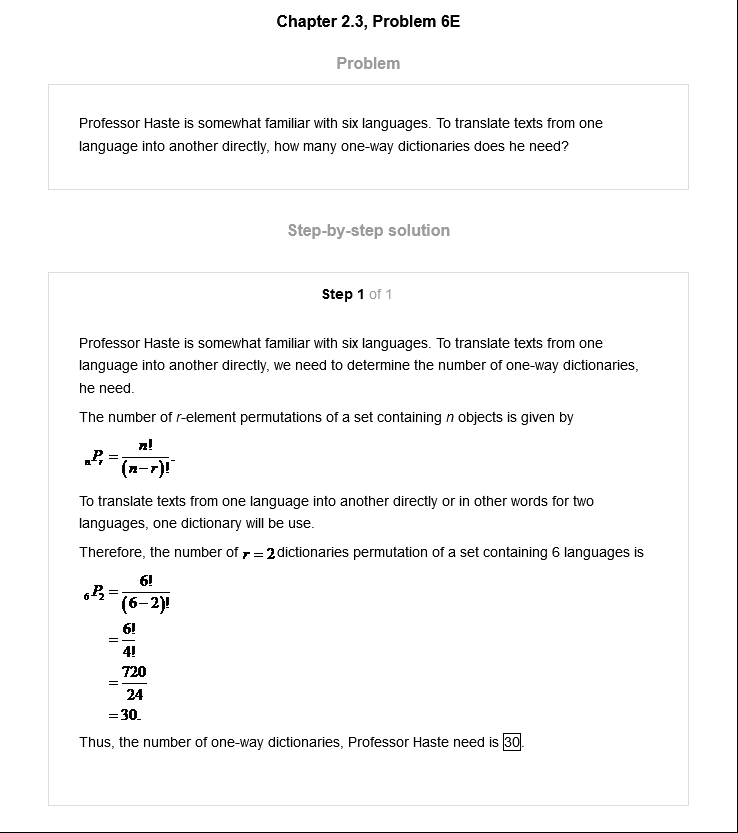 Chapter 2.3, Problem 6E
Problem
Professor Haste is somewhat familiar with six languages. To translate texts from one
language into another directly, how many one-way dictionaries does he need?
Step-by-step solution
Step 1 of 1
Professor Haste is somewhat familiar with six languages. To translate texts from one
language into another directly, we need to determine the number of one-way dictionaries,
he need.
The number of r-element permutations of a set containing n objects is given by
nPr = n!/(n−r)!.
To translate texts from one language into another directly or in other words for two
languages, one dictionary will be use.
Therefore, the number of r = 2 dictionaries permutation of a set containing 6 languages is
6P2 = 6!/(6−2)!
= 6!/4!
= 720/24
= 30.
Thus, the number of one-way dictionaries, Professor Haste need is 30.